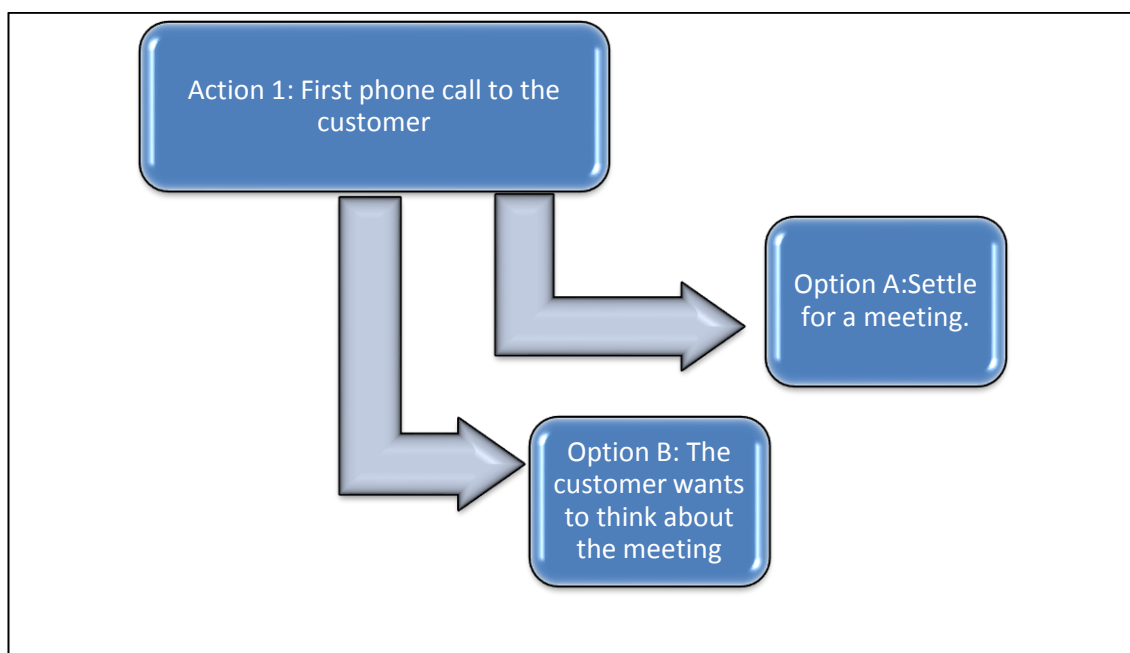 Action 1: First phone call to the
customer
Option A:Settle
for a meeting.
Option B: The
customer wants
to think about
the meeting